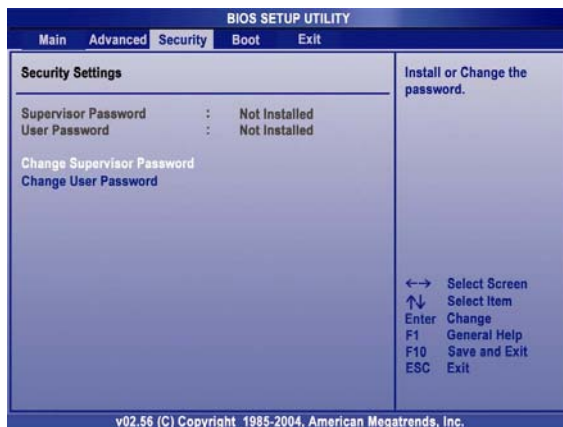 BIOS SETUP UTILITY
Main Advanced Security Boot Exit
Security Settings
Supervisor Password : Not Installed
User Password : Not Installed
Change Supervisor Password
Change User Password
Install or Change the
password.
←→ Select Screen
↑↓ Select Item
Enter Change
F1 General Help
F10 Save and Exit
ESC Exit
v02.56 (C) Copyright 1985-2004, American Megatrends, Inc.